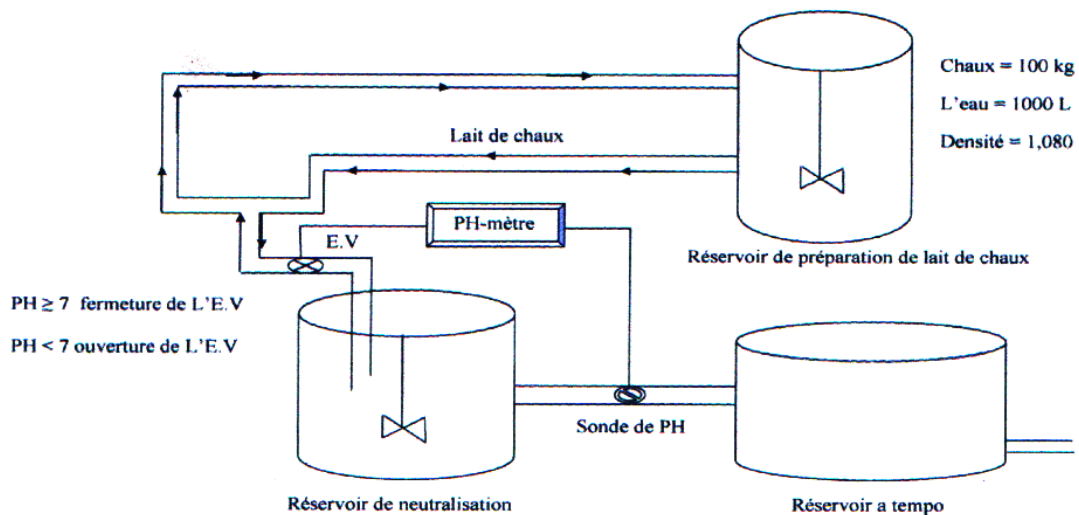 Chaux = 100 kg
L'eau = 1000 L
Densité = 1,080
Lait de chaux
PH-mètre
E.V
Réservoir de préparation de lait de chaux
PH ≥ 7 fermeture de L'E.V
PH < 7 ouverture de L'E.V
Sonde de PH
Réservoir de neutralisation
Réservoir a tempo